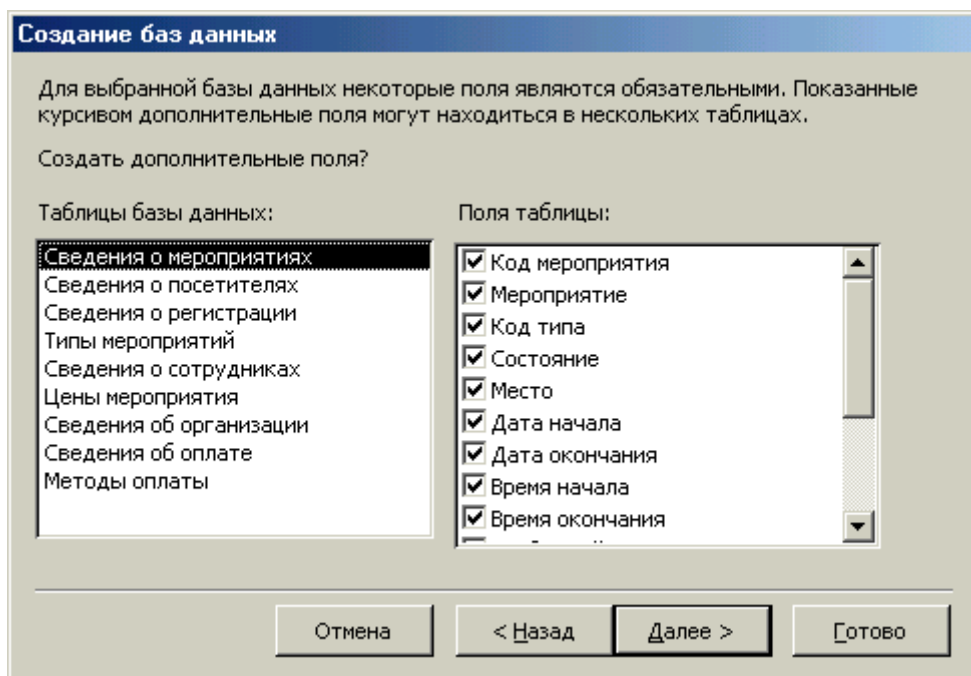 Создание баз данных
Для выбранной базы данных некоторые поля являются обязательными. Показанные
курсивом дополнительные поля могут находиться в нескольких таблицах.
Создать дополнительные поля?
Таблицы базы данных:
Сведения о мероприятиях
Сведения о посетителях
Сведения о регистрации
Типы мероприятий
Сведения о сотрудниках
Цены мероприятия
Сведения об организации
Сведения об оплате
Методы оплаты
Поля таблицы:
Код мероприятия
Мероприятие
Код типа
Состояние
Место
Дата начала
Дата окончания
Время начала
Время окончания
Отмена
< Назад
Далее >
Готово